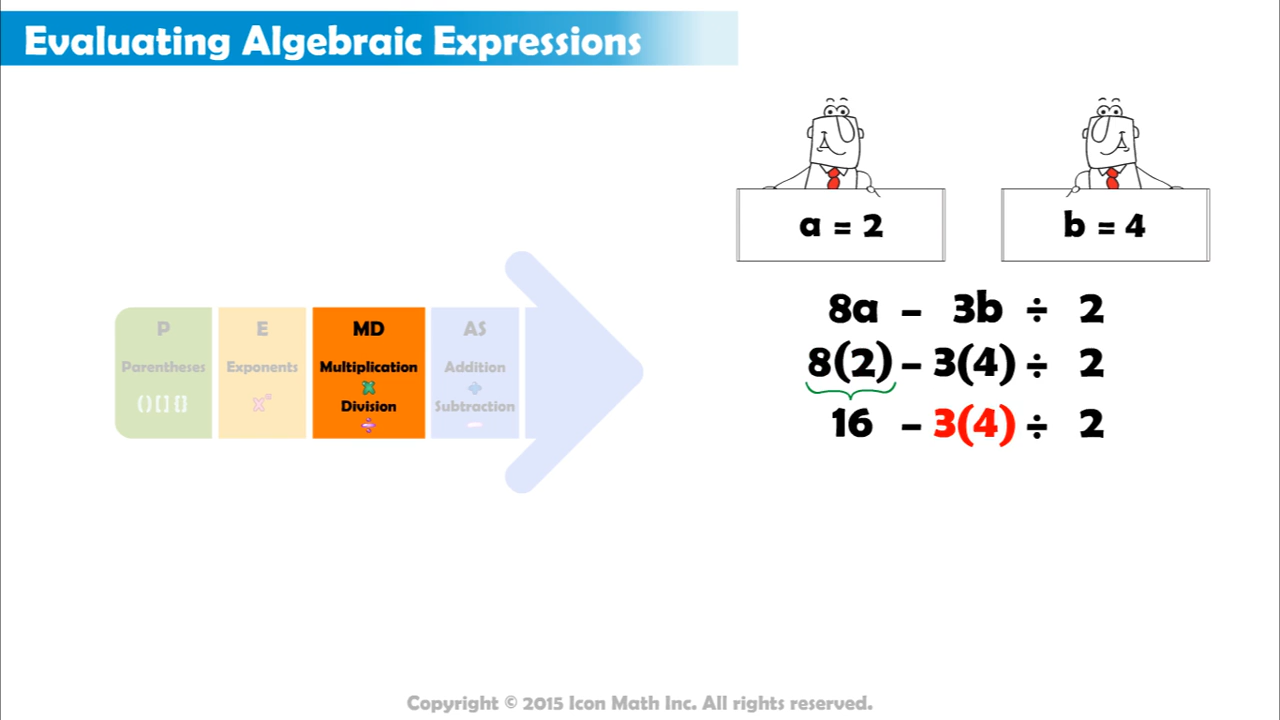 Evaluating Algebraic Expressions
a = 2
b = 4
8a – 3b ÷ 2
8(2) – 3(4) ÷ 2
16 – 3(4) ÷ 2
P
Parentheses
( ) [ ] { }
E
Exponents
xⁿ
MD
Multiplication
×
Division
÷
AS
Addition
+
Subtraction
–
Copyright © 2015 Icon Math Inc. All rights reserved.